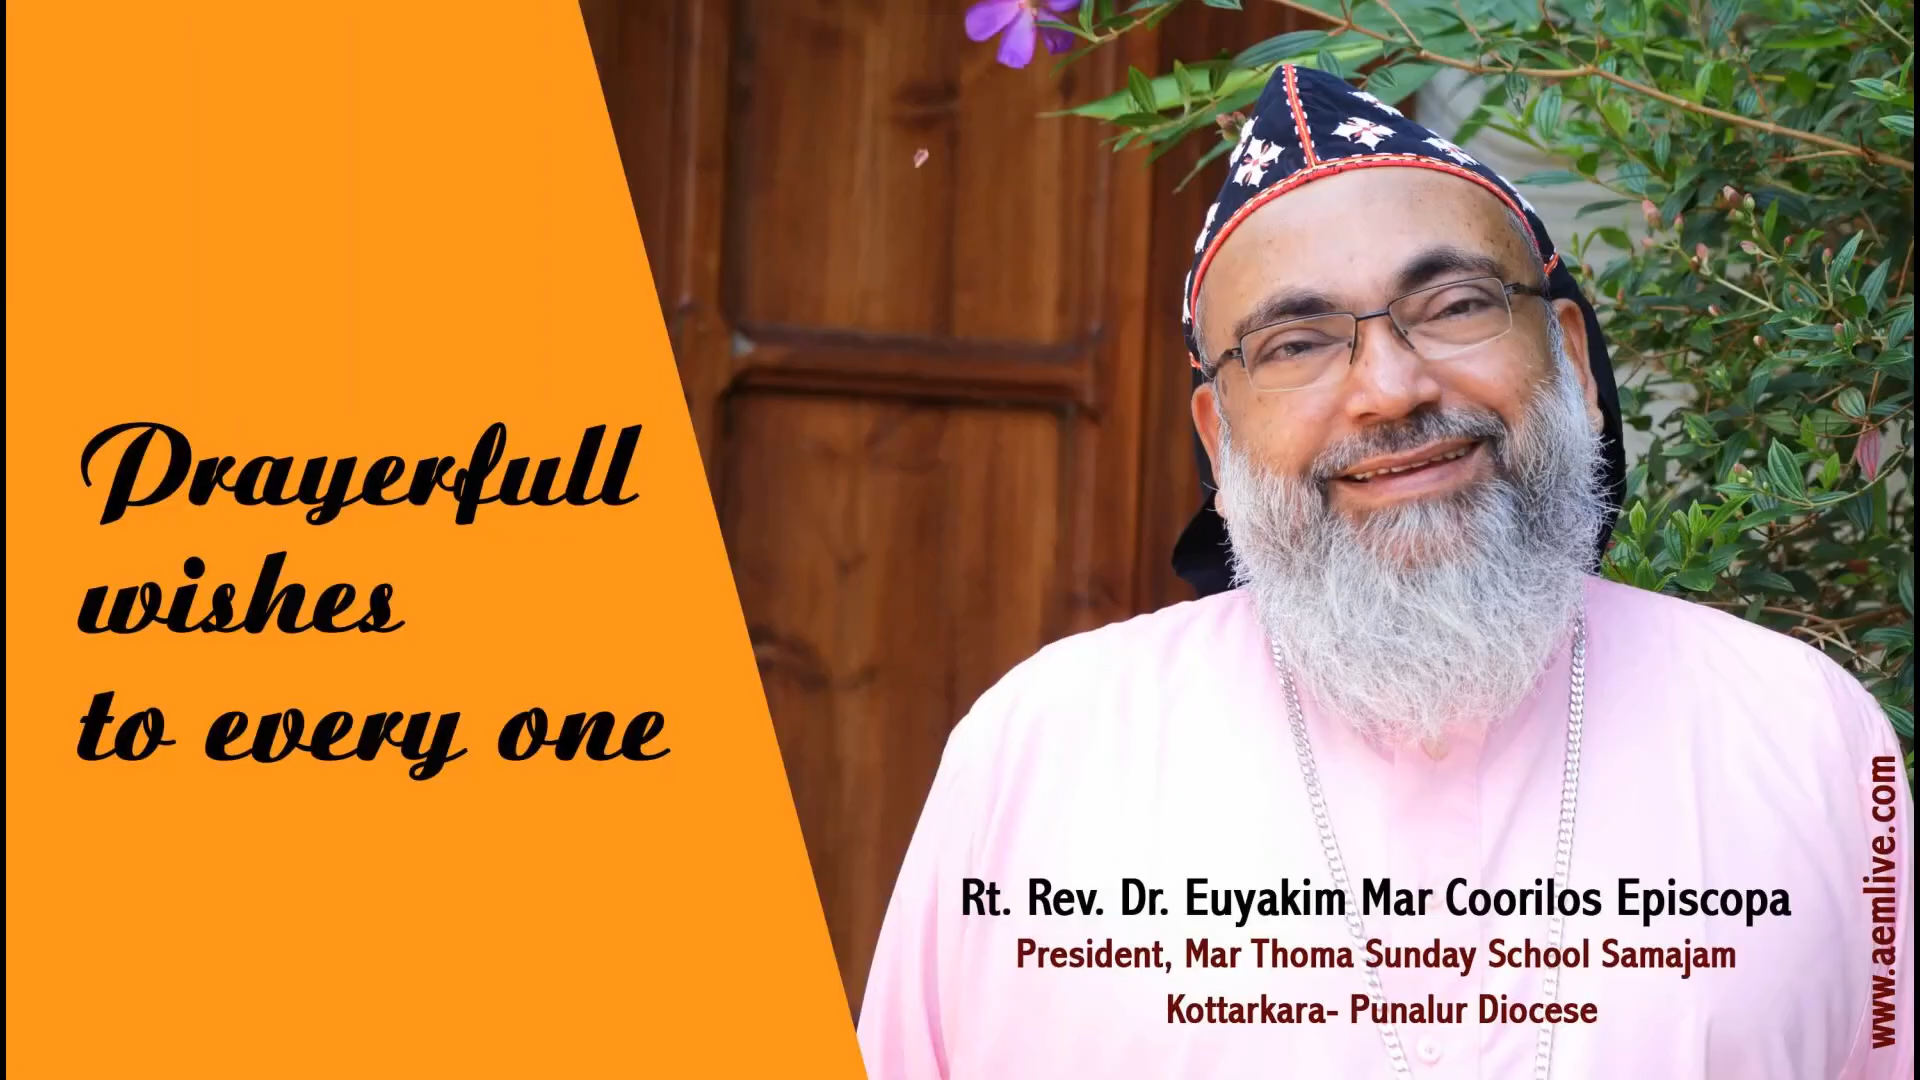 Prayerfull
wishes
to every one
Rt. Rev. Dr. Euyakim Mar Coorilos Episcopa
President, Mar Thoma Sunday School Samajam
Kottarkara- Punalur Diocese
www.aemlive.com